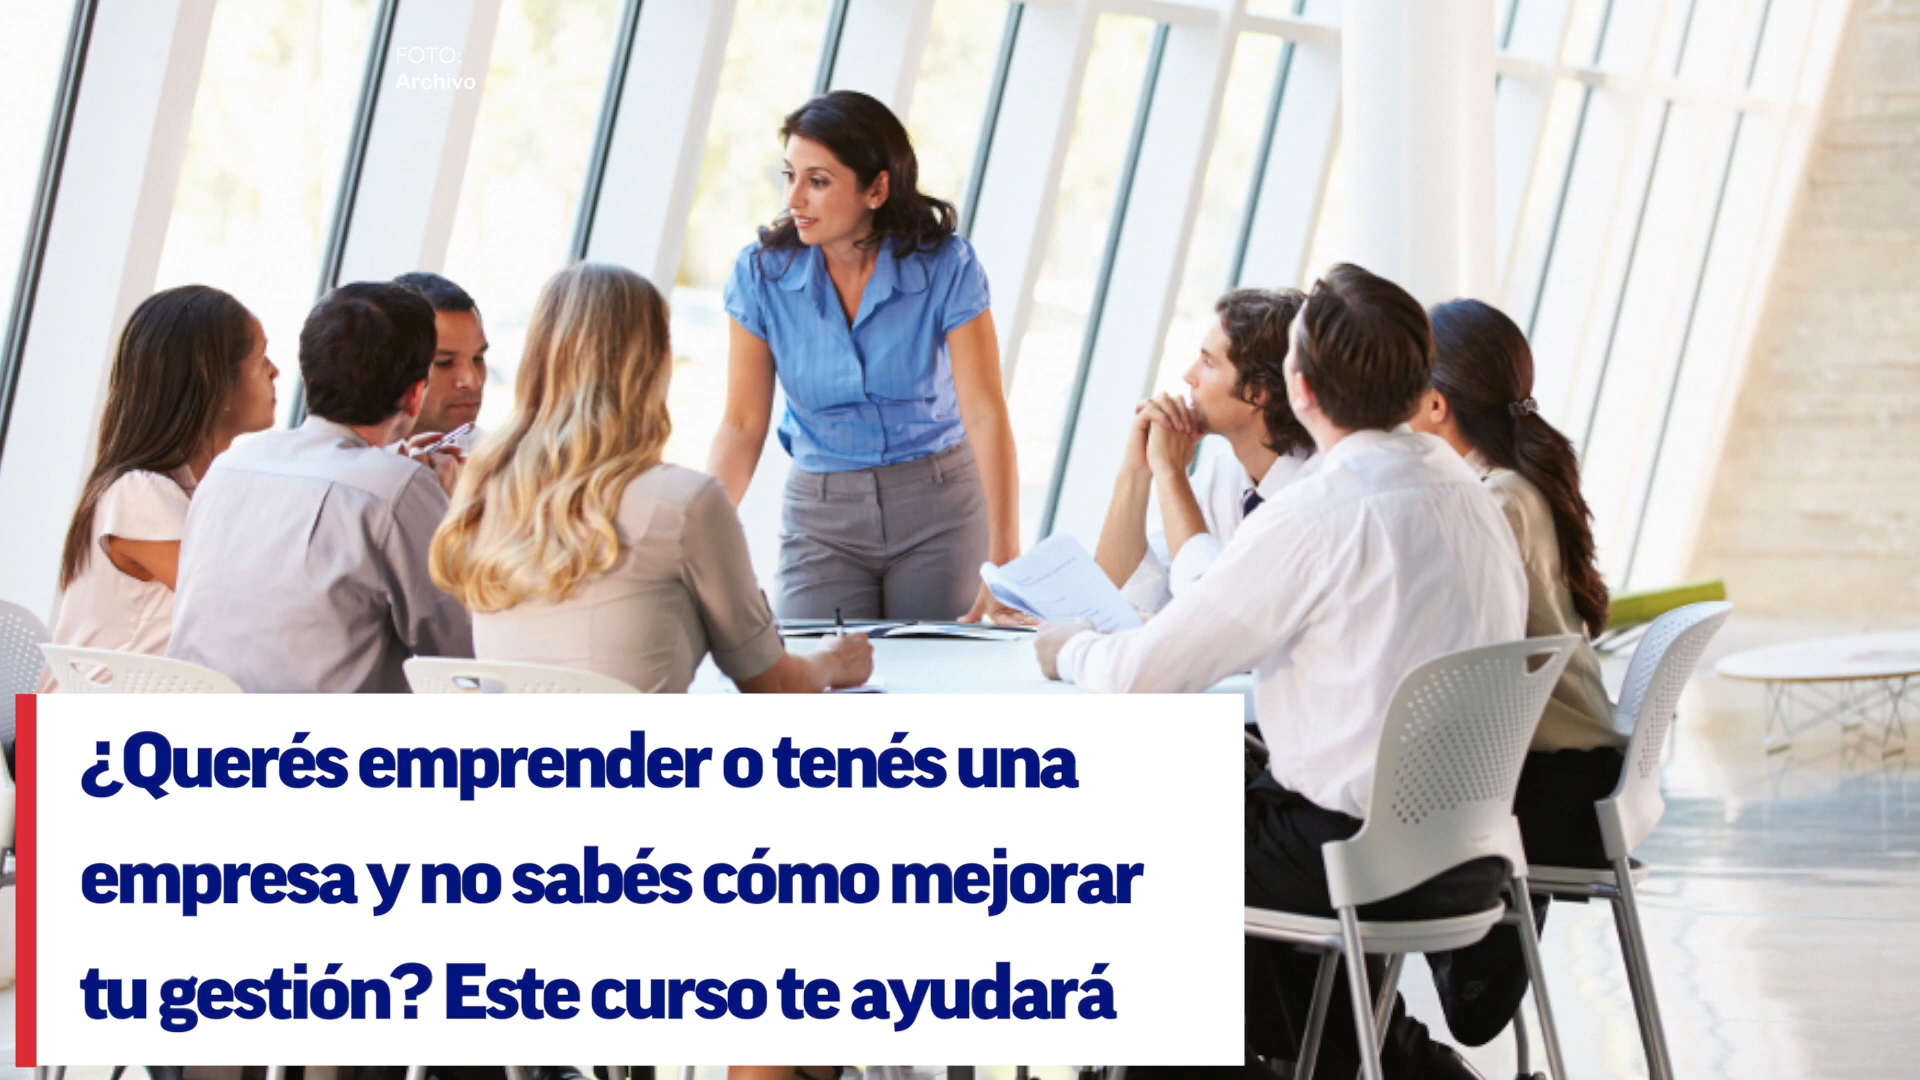 FOTO:
Archivo
¿Querés emprender o tenés una
empresa y no sabés cómo mejorar
tu gestión? Este curso te ayudará